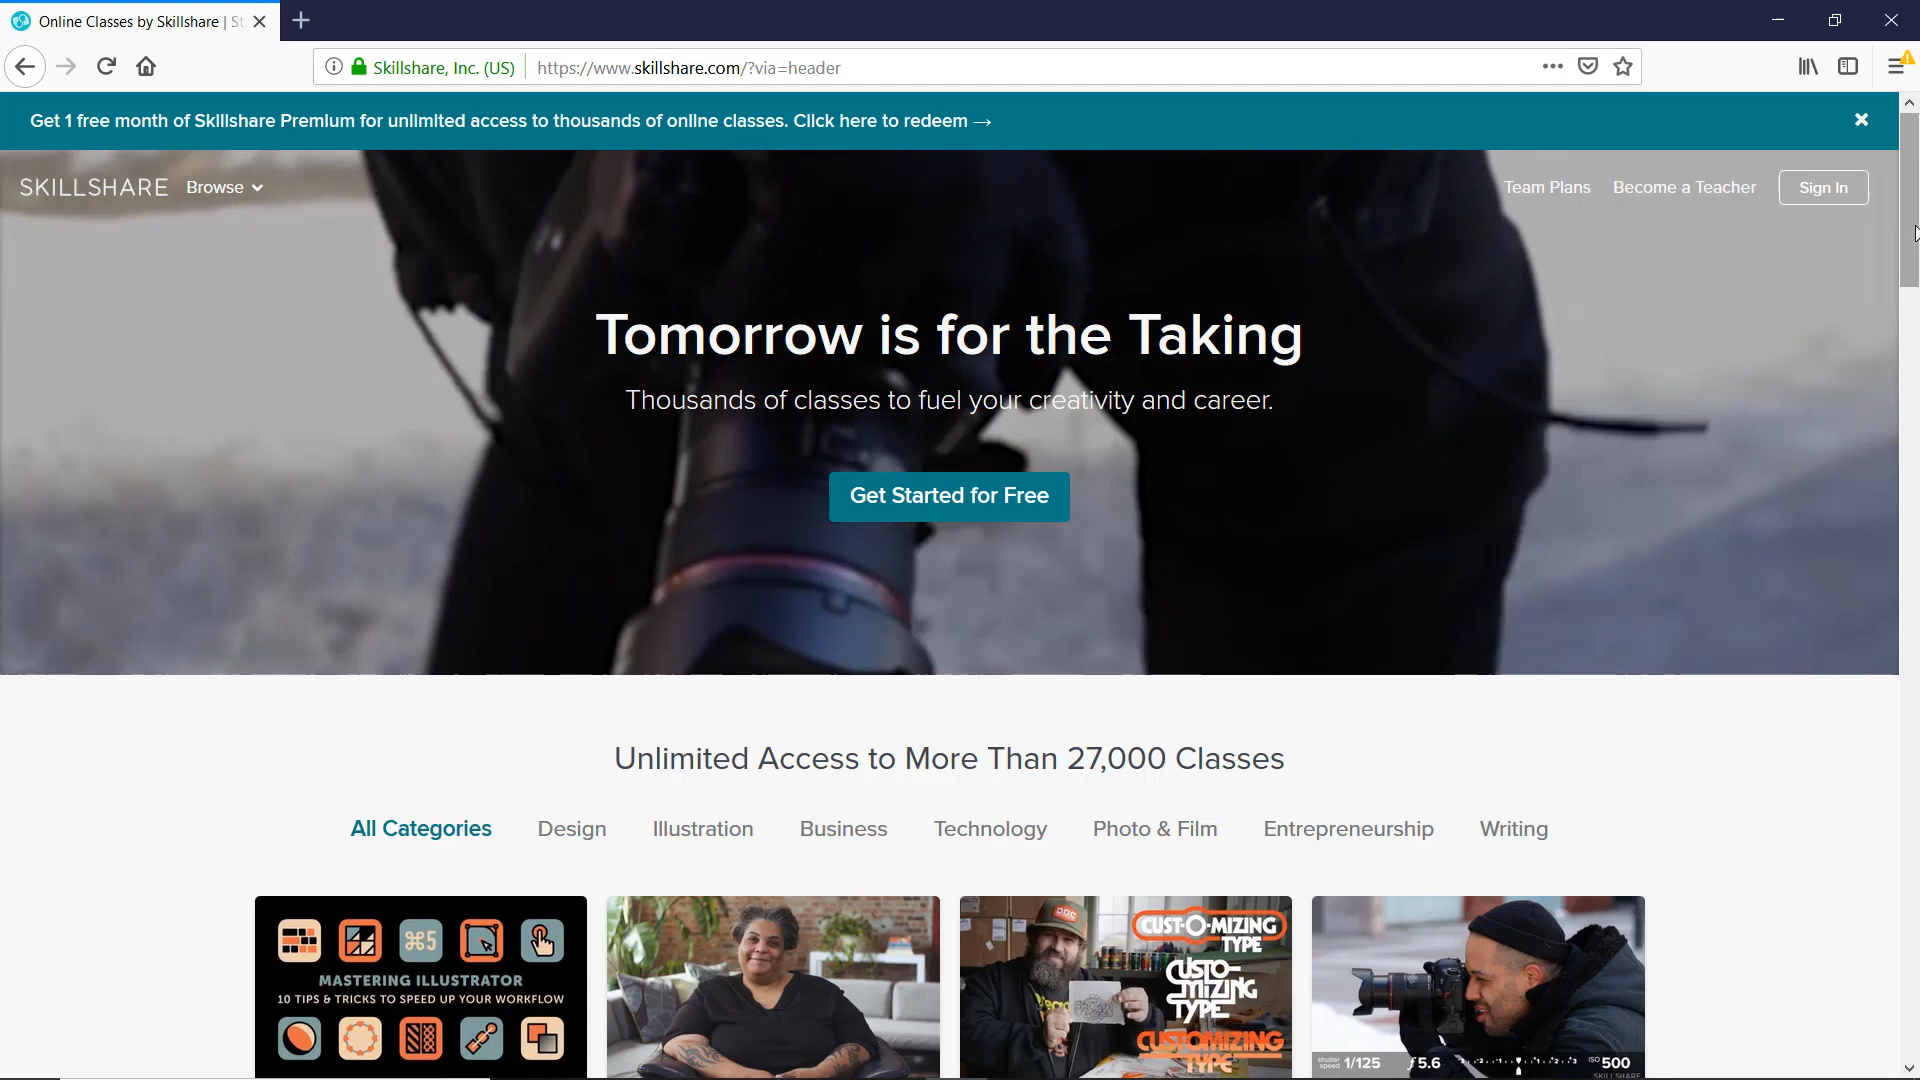 Online Classes by Skillshare | St
Skillshare, Inc. (US)
https://www.skillshare.com/?via=header
Get 1 free month of Skillshare Premium for unlimited access to thousands of online classes. Click here to redeem →
SKILLSHARE
Browse
Team Plans
Become a Teacher
Sign In
Tomorrow is for the Taking
Thousands of classes to fuel your creativity and career.
Get Started for Free
Unlimited Access to More Than 27,000 Classes
All Categories
Design
Illustration
Business
Technology
Photo & Film
Entrepreneurship
Writing
⌘5
MASTERING ILLUSTRATOR
10 TIPS & TRICKS TO SPEED UP YOUR WORKFLOW
CUST-O-MIZING
TYPE
CUSTO-
MIZING
TYPE
CUSTOMIZING
TYPE
shutter
speed 1/125 ƒ5.6
ISO 500
SKILLSHARE